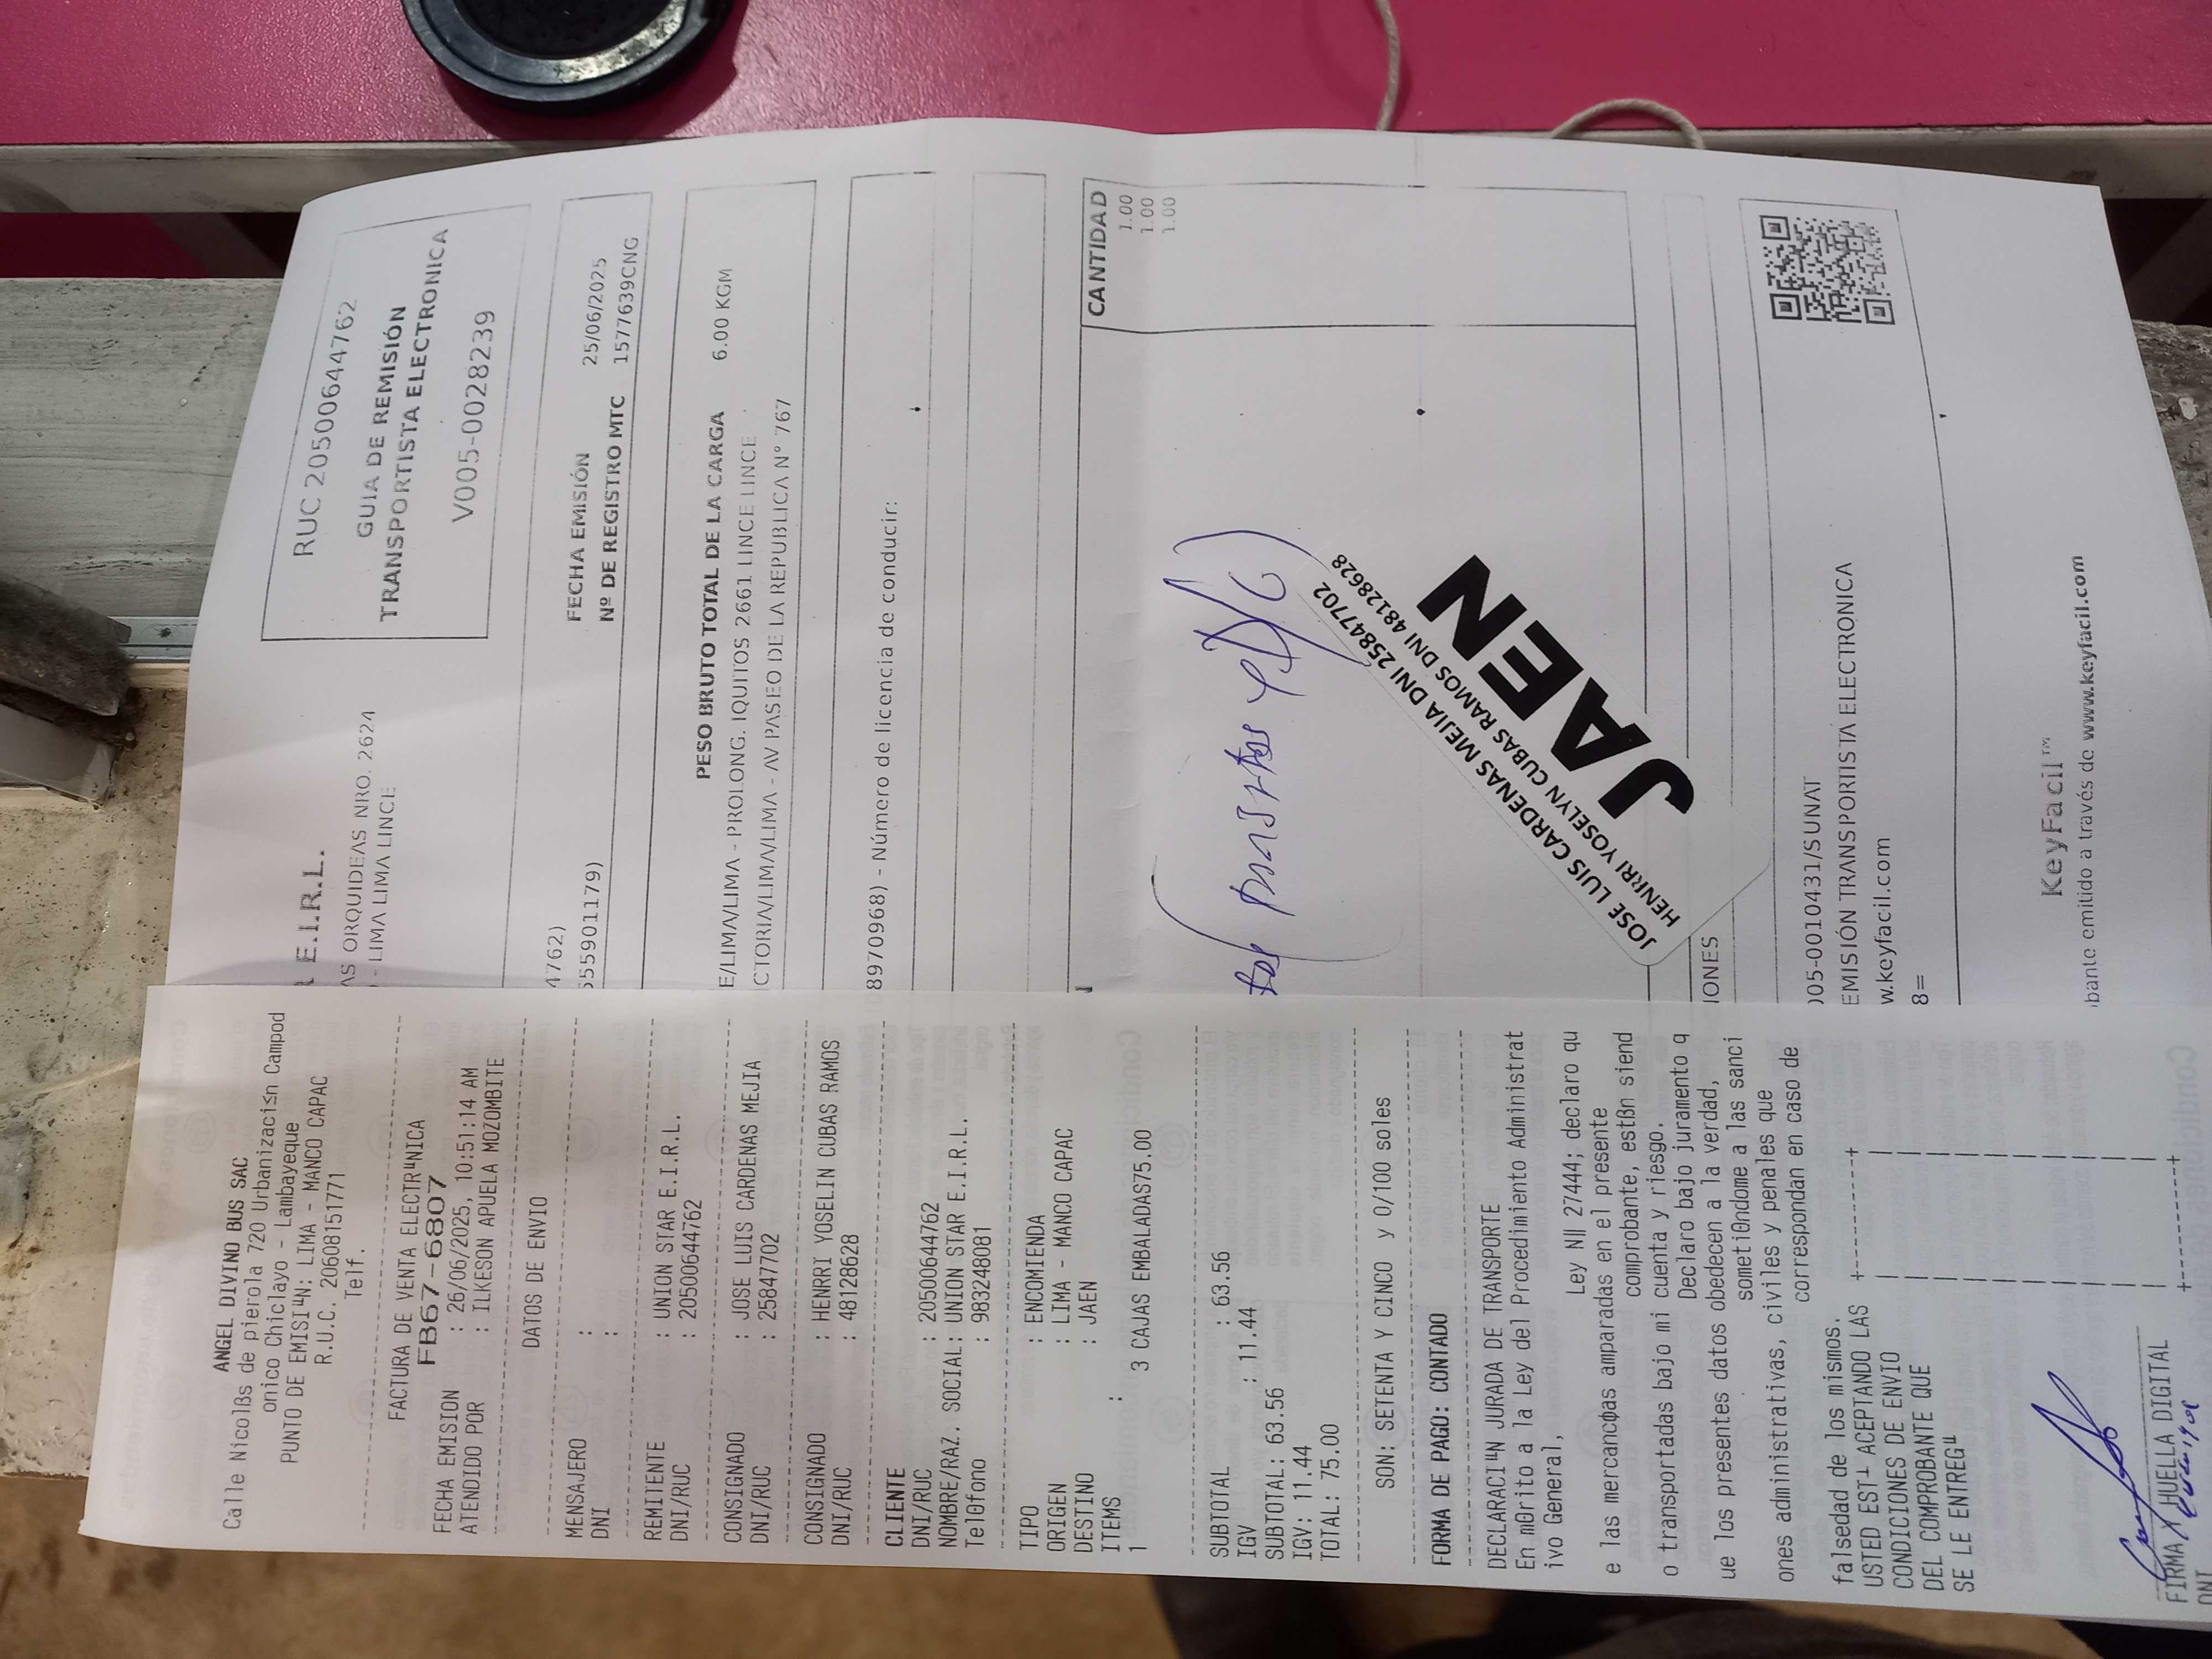 ANGEL DIVINO BUS SAC
Calle Nicolßs de pierola 720 Urbanizaci≤n Campod
onico Chiclayo - Lambayeque
PUNTO DE EMISIËN: LIMA - MANCO CAPAC
R.U.C. 20608151771
Telf.
FACTURA DE VENTA ELECTRËNICA
FB67-6807
FECHA EMISION : 26/06/2025, 10:51:14 AM
ATENDIDO POR : ILKESON APUELA MOZOMBITE
DATOS DE ENVIO
MENSAJERO :
DNI :
REMITENTE : UNION STAR E.I.R.L.
DNI/RUC : 20500644762
CONSIGNADO : JOSE LUIS CARDENAS MEJIA
DNI/RUC : 25847702
CONSIGNADO : HENRRI YOSELIN CUBAS RAMOS
DNI/RUC : 48128628
CLIENTE
DNI/RUC : 20500644762
NOMBRE/RAZ. SOCIAL: UNION STAR E.I.R.L.
TelØfono : 983248081
TIPO : ENCOMIENDA
ORIGEN : LIMA - MANCO CAPAC
DESTINO : JAEN
ITEMS :
1 3 CAJAS EMBALADAS75.00
SUBTOTAL : 63.56
IGV : 11.44
SUBTOTAL: 63.56
IGV: 11.44
TOTAL: 75.00
SON: SETENTA Y CINCO y 0/100 soles
FORMA DE PAGO: CONTADO
DECLARACIËN JURADA DE TRANSPORTE
En mØrito a la Ley del Procedimiento Administrat
ivo General,
Ley N║ 27444; declaro qu
e las mercancφas amparadas en el presente
comprobante, estßn siend
o transportadas bajo mi cuenta y riesgo.
Declaro bajo juramento q
ue los presentes datos obedecen a la verdad,
sometiØndome a las sanci
ones administrativas, civiles y penales que
correspondan en caso de
falsedad de los mismos.
USTED EST┴ ACEPTANDO LAS
CONDICIONES DE ENVIO
DEL COMPROBANTE QUE
SE LE ENTREGË
FIRMA Y HUELLA DIGITAL
DNI
E.I.R.L.
AS ORQUIDEAS NRO. 2624
- LIMA LIMA LINCE
RUC 20500644762
GUIA DE REMISIÓN
TRANSPORTISTA ELECTRONICA
V005-0028239
4762)
55901179)
FECHA EMISIÓN 25/06/2025
Nº DE REGISTRO MTC 1577639CNG
PESO BRUTO TOTAL DE LA CARGA 6.00 KGM
E/LIMA/LIMA - PROLONG. IQUITOS 2661 LINCE LINCE
CTORIA/LIMA/LIMA - AV PASEO DE LA REPUBLICA N° 767
8970968) - Número de licencia de conducir:
CANTIDAD
1.00
1.00
1.00
JOSE LUIS CARDENAS MEJIA DNI 25847702
HENRRI YOSELYN CUBAS RAMOS DNI 48128628
JAEN
IONES
005-0010431/SUNAT
EMISIÓN TRANSPORTISTA ELECTRONICA
w.keyfacil.com
8=
KeyFacil™
bante emitido a través de www.keyfacil.com